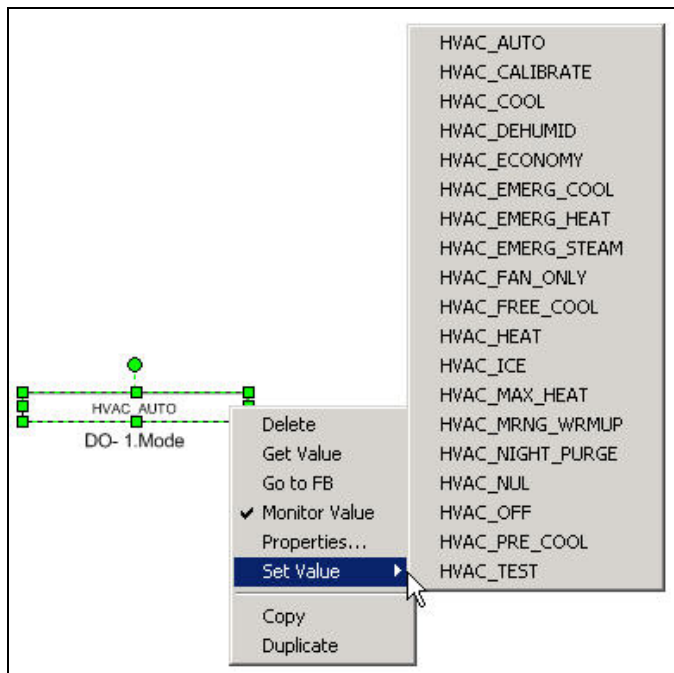 HVAC_AUTO
DO- 1.Mode
Delete
Get Value
Go to FB
Monitor Value
Properties...
Set Value
Copy
Duplicate
HVAC_AUTO
HVAC_CALIBRATE
HVAC_COOL
HVAC_DEHUMID
HVAC_ECONOMY
HVAC_EMERG_COOL
HVAC_EMERG_HEAT
HVAC_EMERG_STEAM
HVAC_FAN_ONLY
HVAC_FREE_COOL
HVAC_HEAT
HVAC_ICE
HVAC_MAX_HEAT
HVAC_MRNG_WRMUP
HVAC_NIGHT_PURGE
HVAC_NUL
HVAC_OFF
HVAC_PRE_COOL
HVAC_TEST